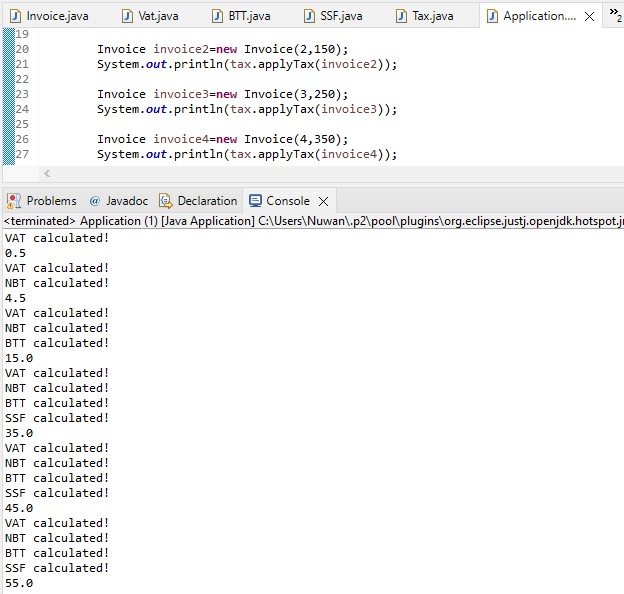 Invoice.java Vat.java BTT.java SSF.java Tax.java Application.... »2
19
20 Invoice invoice2=new Invoice(2,150);
21 System.out.println(tax.applyTax(invoice2));
22
23 Invoice invoice3=new Invoice(3,250);
24 System.out.println(tax.applyTax(invoice3));
25
26 Invoice invoice4=new Invoice(4,350);
27 System.out.println(tax.applyTax(invoice4));
Problems @ Javadoc Declaration Console
<terminated> Application (1) [Java Application] C:\Users\Nuwan\.p2\pool\plugins\org.eclipse.justj.openjdk.hotspot.jr
VAT calculated!
0.5
VAT calculated!
NBT calculated!
4.5
VAT calculated!
NBT calculated!
BTT calculated!
15.0
VAT calculated!
NBT calculated!
BTT calculated!
SSF calculated!
35.0
VAT calculated!
NBT calculated!
BTT calculated!
SSF calculated!
45.0
VAT calculated!
NBT calculated!
BTT calculated!
SSF calculated!
55.0